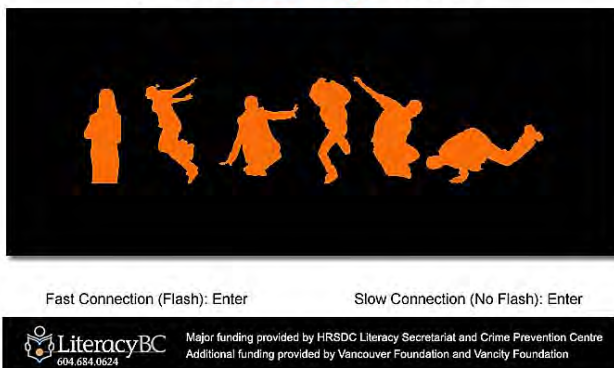 Fast Connection (Flash): Enter
Slow Connection (No Flash): Enter
LiteracyBC
604.684.0624
Major funding provided by HRSDC Literacy Secretariat and Crime Prevention Centre
Additional funding provided by Vancouver Foundation and Vancity Foundation